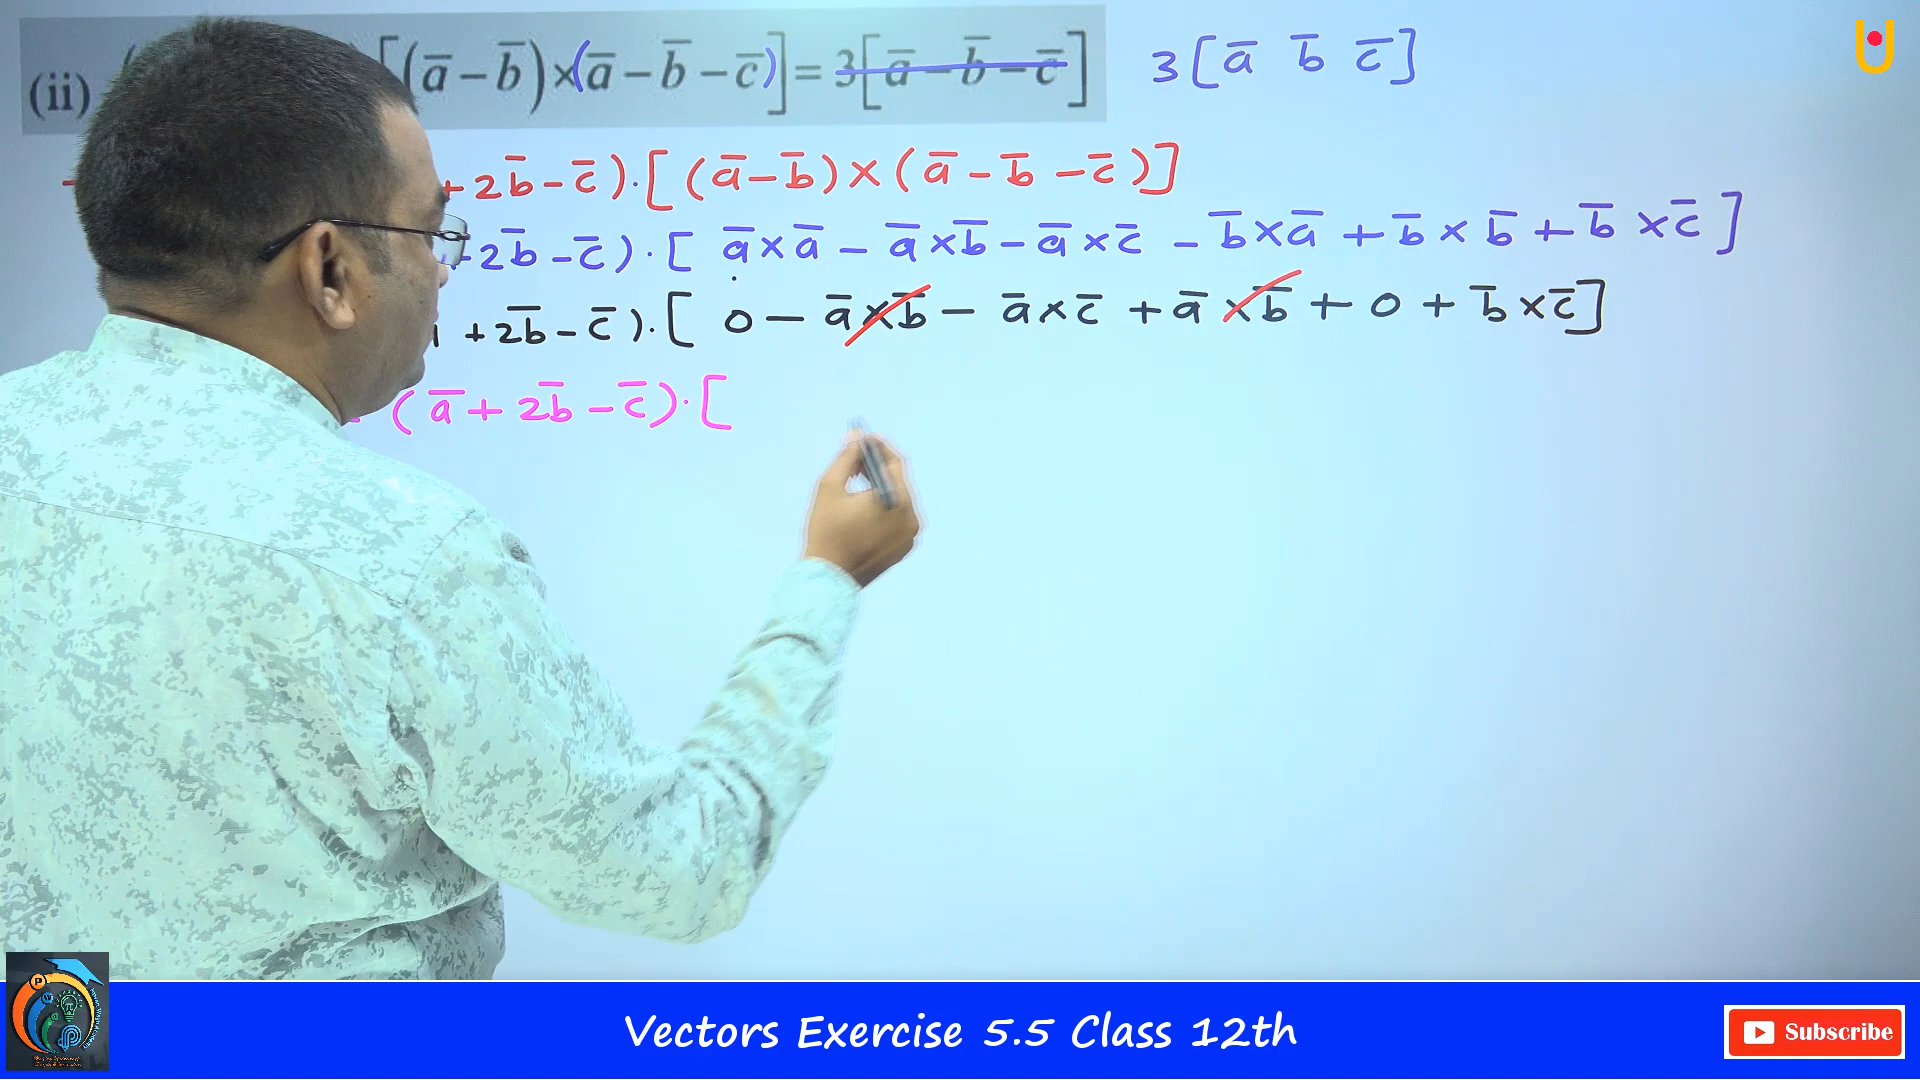 (ii) [(a̅ − b̅) × (a̅ − b̅ − c̅)] = 3[a̅ − b̅ − c̅] 3[a̅ b̅ c̅]
+ 2b̅ − c̅) · [(a̅ − b̅) × (a̅ − b̅ − c̅)]
+ 2b̅ − c̅) · [a̅ × a̅ − a̅ × b̅ − a̅ × c̅ − b̅ × a̅ + b̅ × b̅ + b̅ × c̅]
+ 2b̅ − c̅) · [0 − a̅ × b̅ − a̅ × c̅ + a̅ × b̅ + 0 + b̅ × c̅]
(a̅ + 2b̅ − c̅) · [
Vectors Exercise 5.5 Class 12th
Subscribe